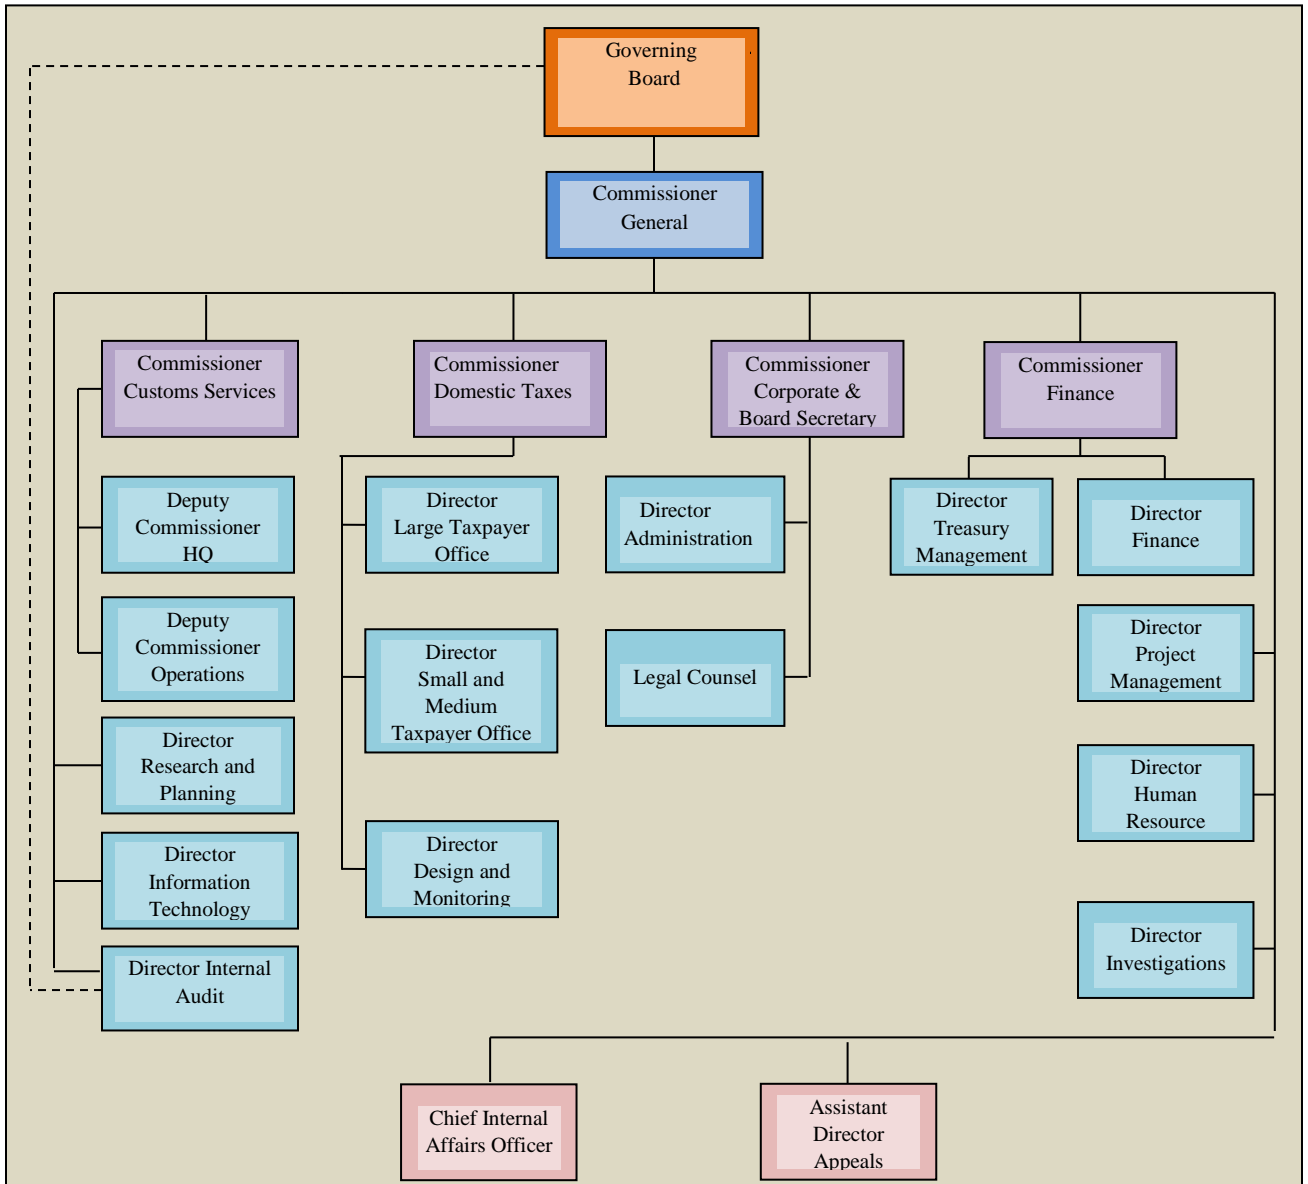 Governing
Board
Commissioner
General
Commissioner
Customs Services
Commissioner
Domestic Taxes
Commissioner
Corporate &
Board Secretary
Commissioner
Finance
Deputy
Commissioner
HQ
Director
Large Taxpayer
Office
Director
Administration
Director
Treasury
Management
Director
Finance
Deputy
Commissioner
Operations
Director
Small and
Medium
Taxpayer Office
Legal Counsel
Director
Project
Management
Director
Research and
Planning
Director
Human
Resource
Director
Information
Technology
Director
Design and
Monitoring
Director
Investigations
Director Internal
Audit
Chief Internal
Affairs Officer
Assistant
Director
Appeals